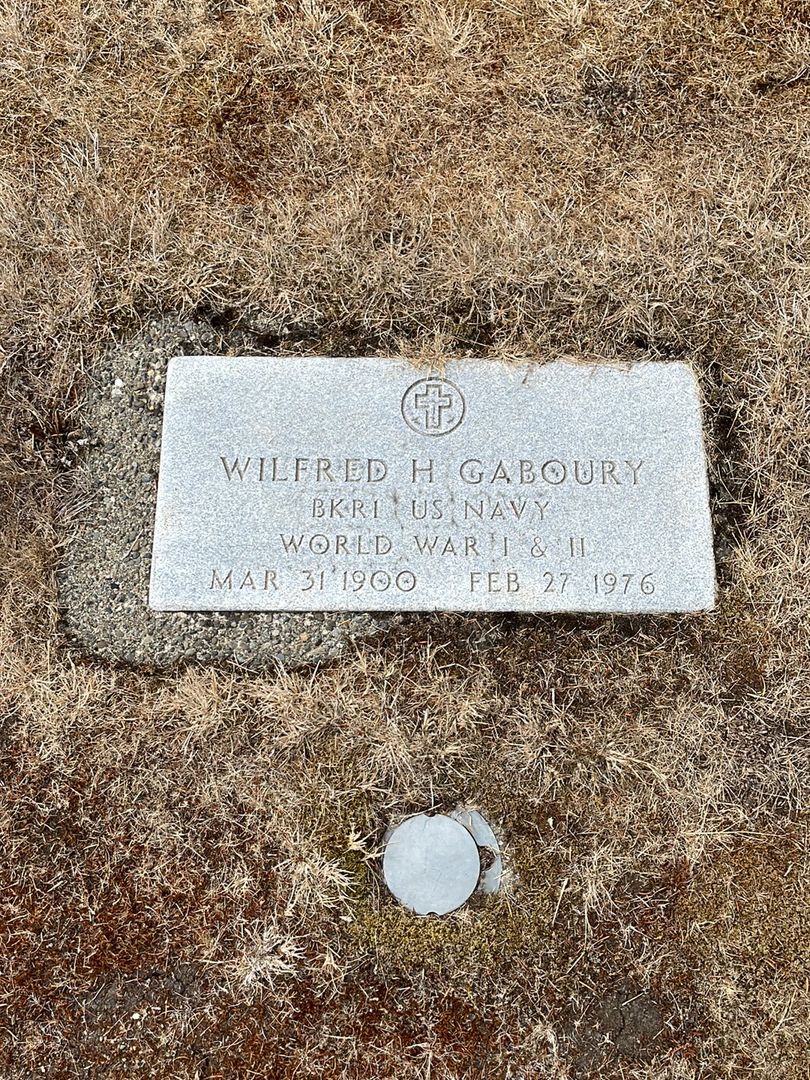 WILFRED H GABOURY
BKR1 US NAVY
WORLD WAR I & II
MAR 31 1900 FEB 27 1976